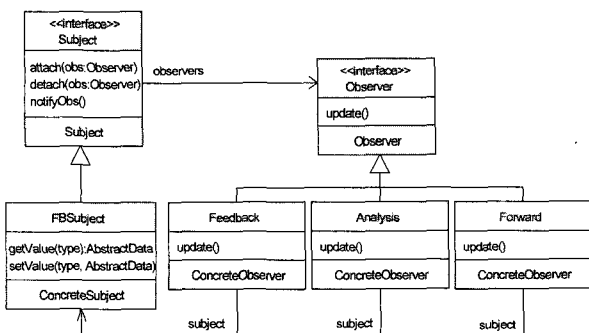 <<interface>>
Subject
attach(obs:Observer)
detach(obs:Observer)
notifyObs()
Subject
observers
<<interface>>
Observer
update()
Observer
FBSubject
getValue(type):AbstractData
setValue(type, AbstractData)
ConcreteSubject
Feedback
update()
ConcreteObserver
Analysis
update()
ConcreteObserver
Forward
update()
ConcreteObserver
subject
subject
subject